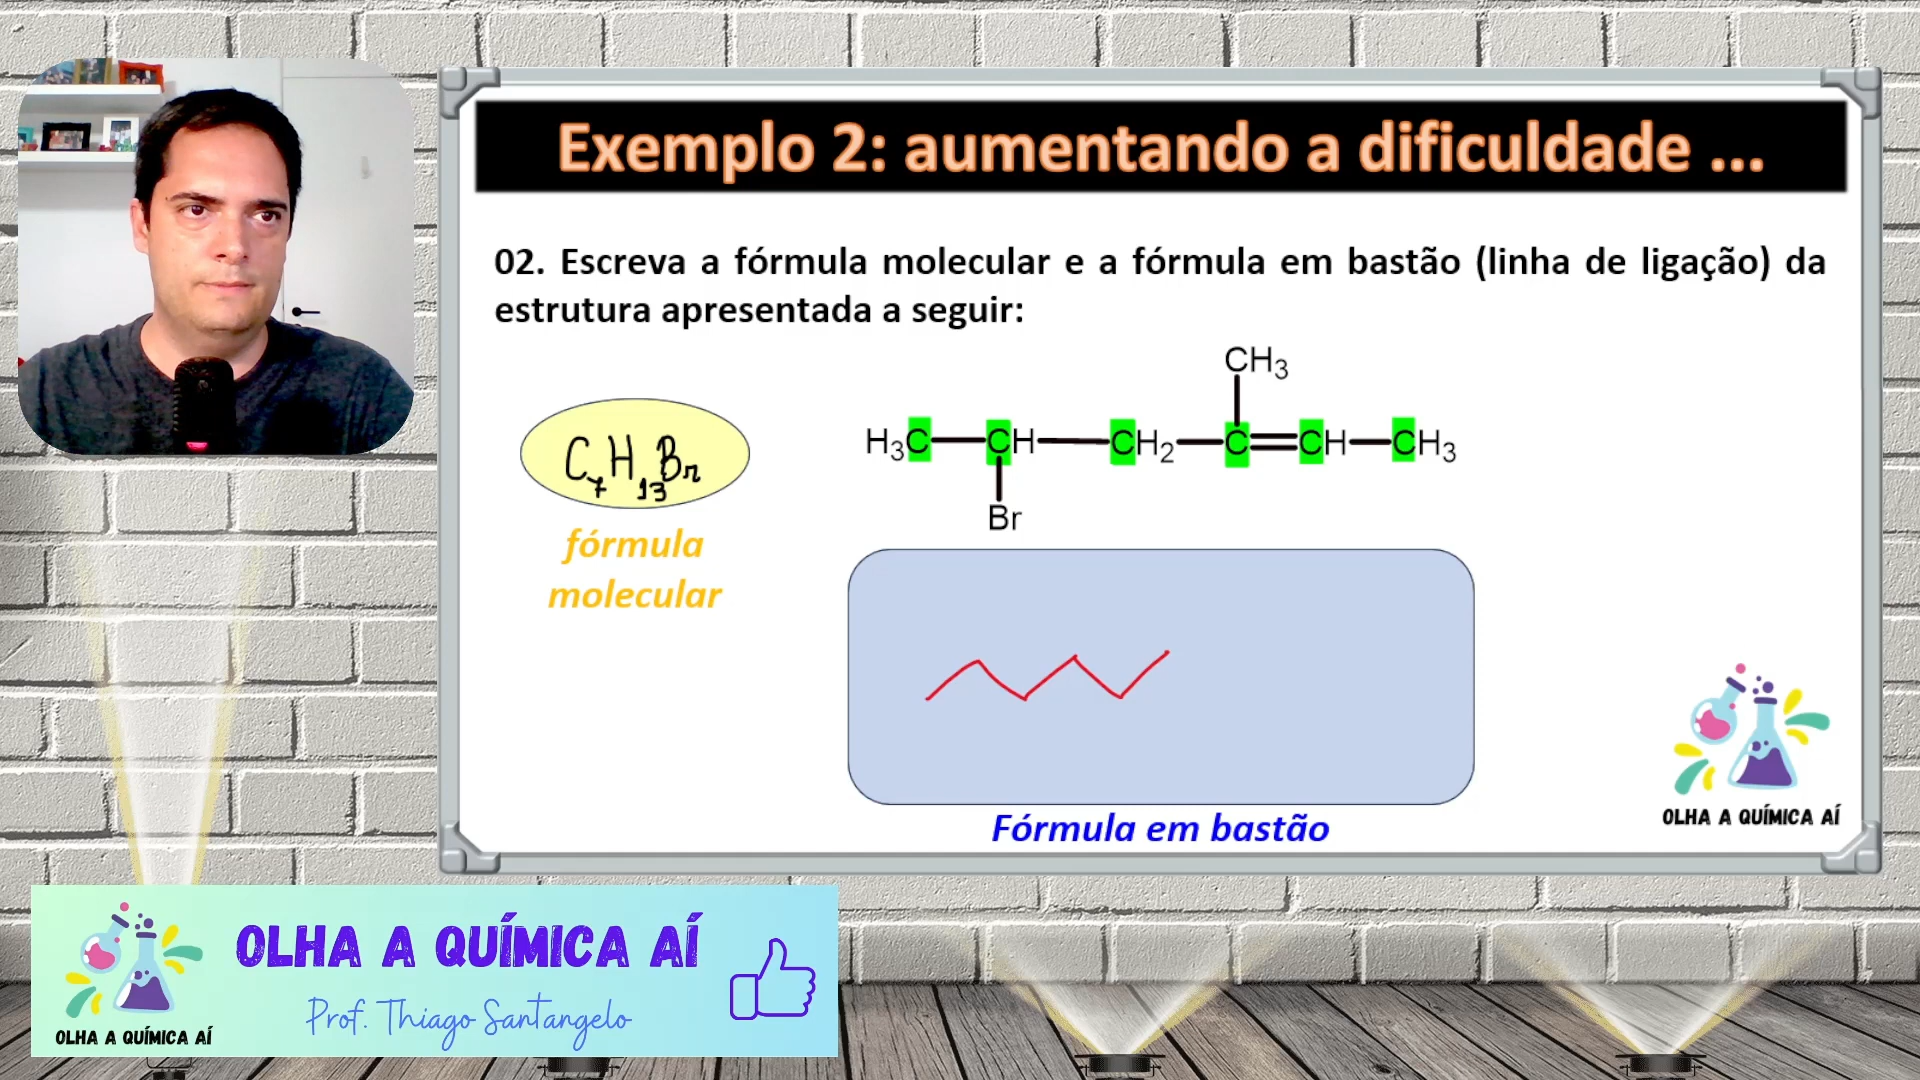 Exemplo 2: aumentando a dificuldade ...
02. Escreva a fórmula molecular e a fórmula em bastão (linha de ligação) da
estrutura apresentada a seguir:
CH3
H3C CH CH2 C CH CH3
Br
C7H13Br
fórmula
molecular
Fórmula em bastão
OLHA A QUÍMICA AÍ
OLHA A QUÍMICA AÍ
Prof. Thiago Santangelo
OLHA A QUÍMICA AÍ